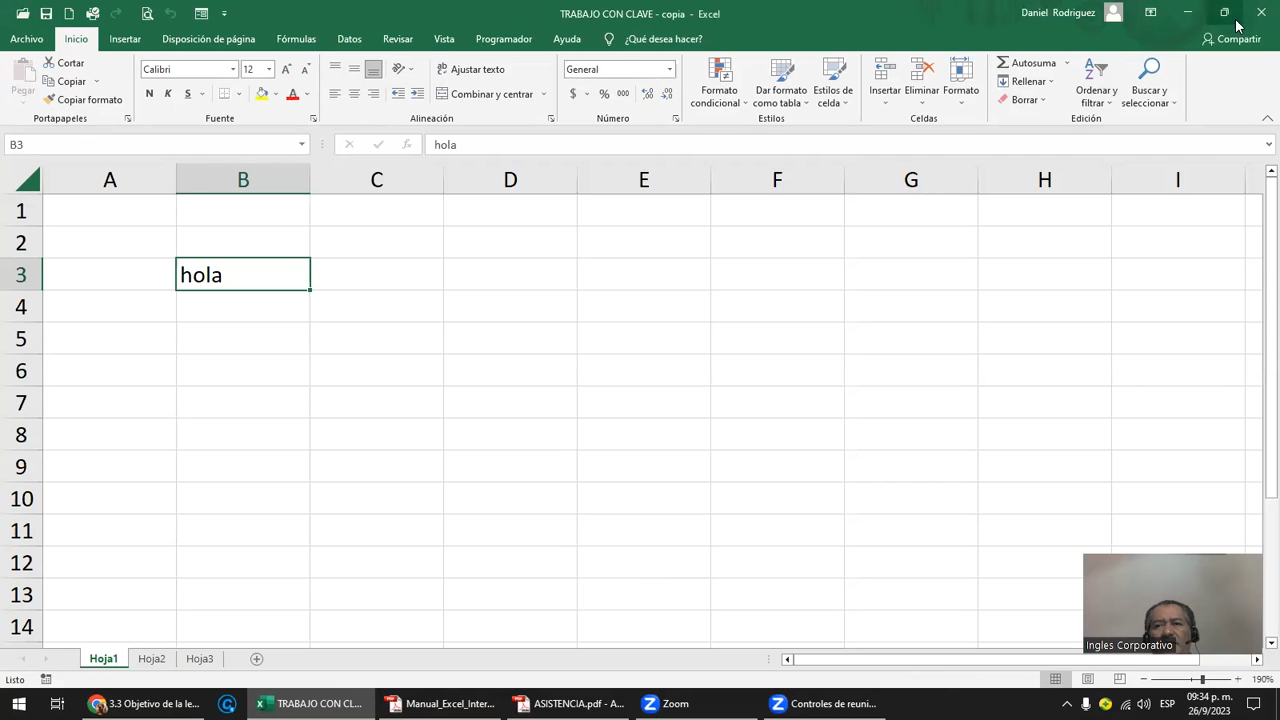 TRABAJO CON CLAVE - copia - Excel
Daniel Rodriguez
Archivo Inicio Insertar Disposición de página Fórmulas Datos Revisar Vista Programador Ayuda ¿Qué desea hacer? Compartir
Pegar
Cortar
Copiar
Copiar formato
Portapapeles
Calibri 12
N K S
Fuente
Ajustar texto
Combinar y centrar
Alineación
General
$ % 000
Número
Formato condicional
Dar formato como tabla
Estilos de celda
Estilos
Insertar Eliminar Formato
Celdas
Autosuma
Rellenar
Borrar
Ordenar y filtrar
Buscar y seleccionar
Edición
B3 fx hola
A B C D E F G H I
1
2
3 hola
4
5
6
7
8
9
10
11
12
13
14
Ingles Corporativo
Hoja1 Hoja2 Hoja3
Listo 190%
3.3 Objetivo de la le... TRABAJO CON CL... Manual_Excel_Inter... ASISTENCIA.pdf - A... Zoom Controles de reuni... ESP
09:34 p. m.
26/9/2023